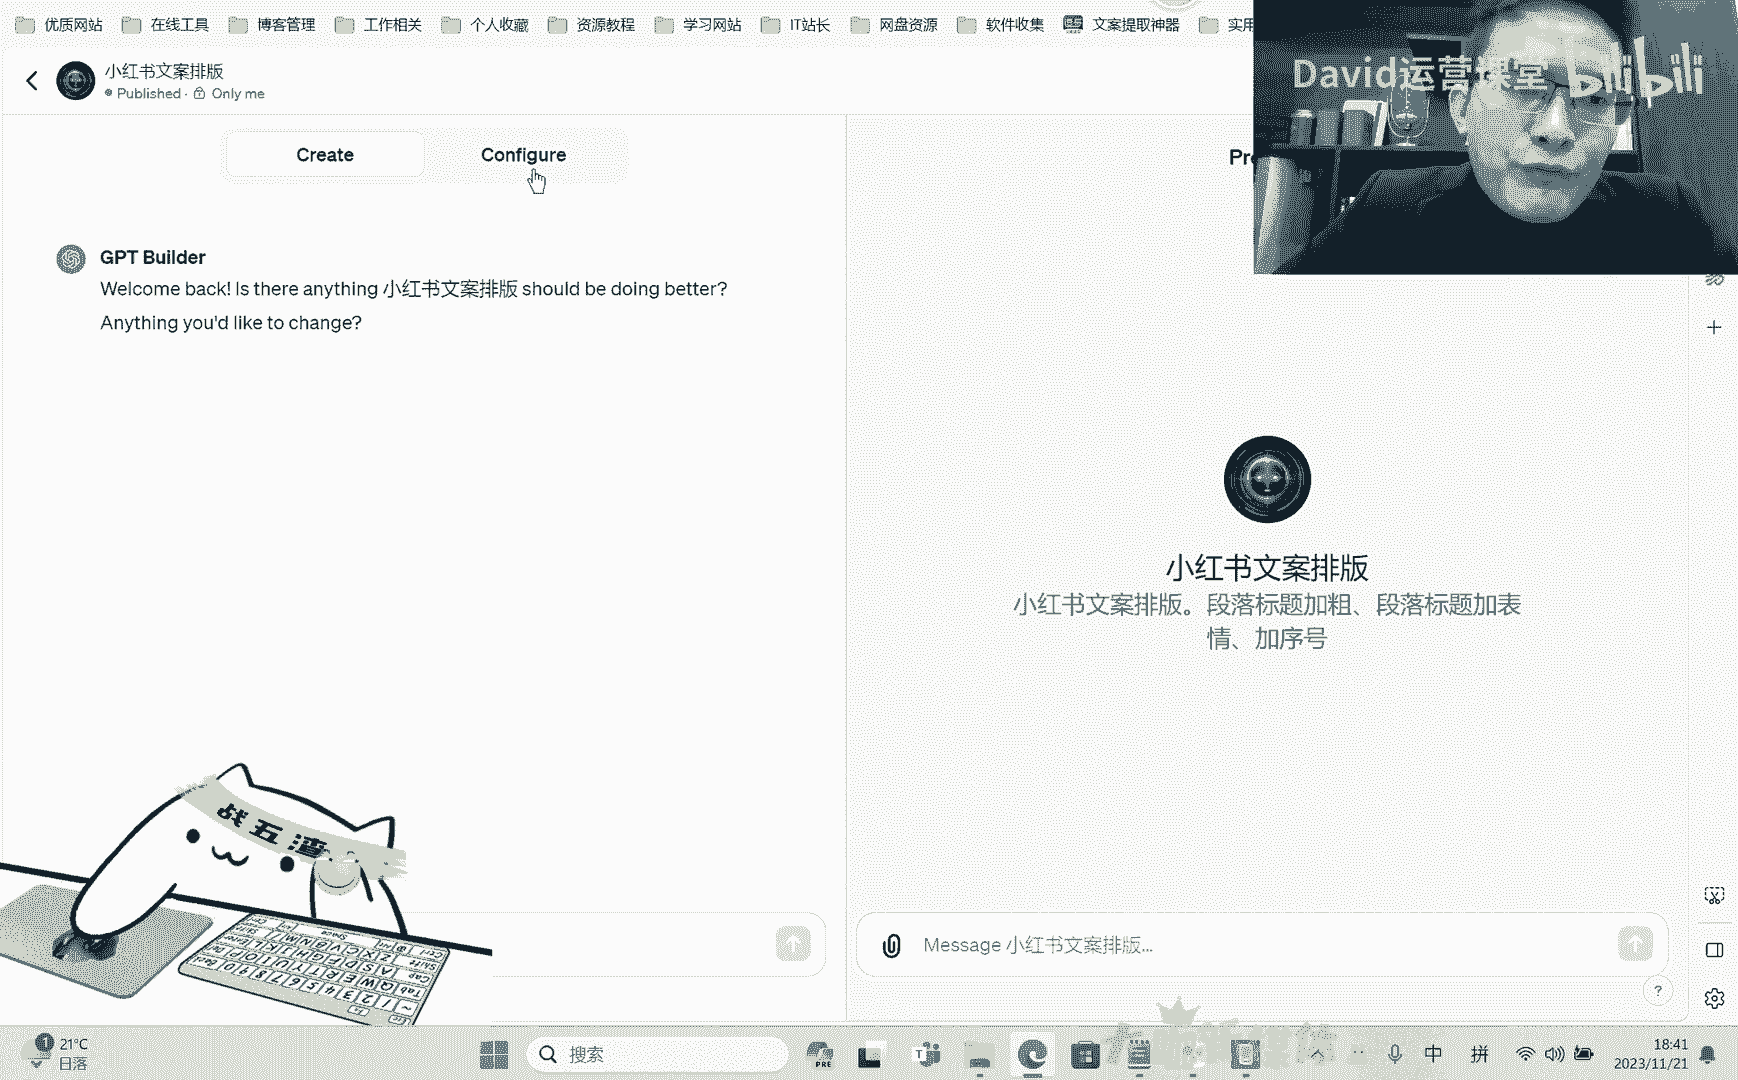 优质网站 在线工具 博客管理 工作相关 个人收藏 资源教程 学习网站 IT站长 网盘资源 软件收集 文案提取神器 实用
小红书文案排版
Published · Only me
David运营课堂 bilibili
Create Configure
Pre
GPT Builder
Welcome back! Is there anything 小红书文案排版 should be doing better?
Anything you'd like to change?
小红书文案排版
小红书文案排版。段落标题加粗、段落标题加表
情、加序号
战五渣
Message 小红书文案排版...
?
1 21°C
日落
搜索
PRE
中 拼
18:41
2023/11/21